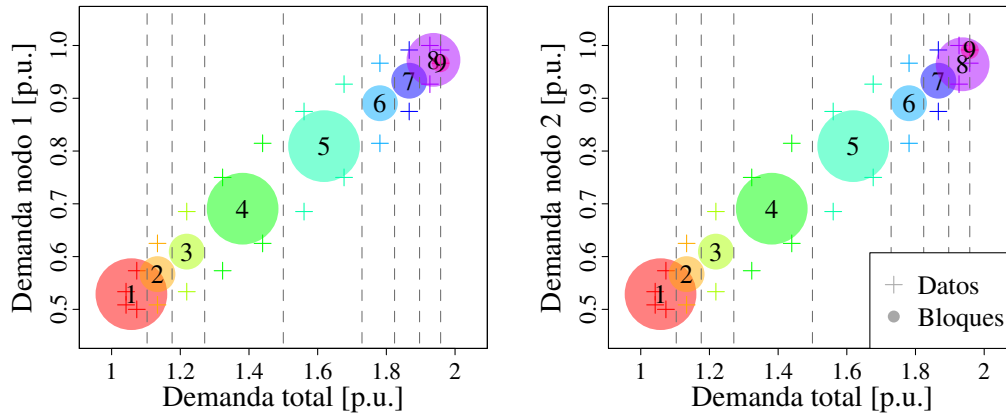 Demanda nodo 1 [p.u.]
1.0
0.9
0.8
0.7
0.6
0.5
1 2 3 4 5 6 7 8 9
1 1.2 1.4 1.6 1.8 2
Demanda total [p.u.]
Demanda nodo 2 [p.u.]
1.0
0.9
0.8
0.7
0.6
0.5
1 2 3 4 5 6 7 8 9
Datos
Bloques
1 1.2 1.4 1.6 1.8 2
Demanda total [p.u.]